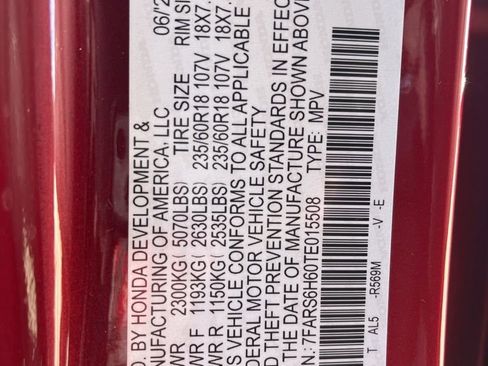 D. BY HONDA DEVELOPMENT & 06/2
NUFACTURING OF AMERICA, LLC
WR 2300KG( 5070LBS) TIRE SIZE RIM SI
WR F 1193KG( 2630LBS) 235/60R18 107V 18X7.
WR R 1150KG( 2535LBS) 235/60R18 107V 18X7.
S VEHICLE CONFORMS TO ALL APPLICABLE
DERAL MOTOR VEHICLE SAFETY
D THEFT PREVENTION STANDARDS IN EFFEC
E DATE OF MANUFACTURE SHOWN ABOVE
N: 7FARS6H60TE015508 TYPE: MPV
T AL5 -R569M -V -E